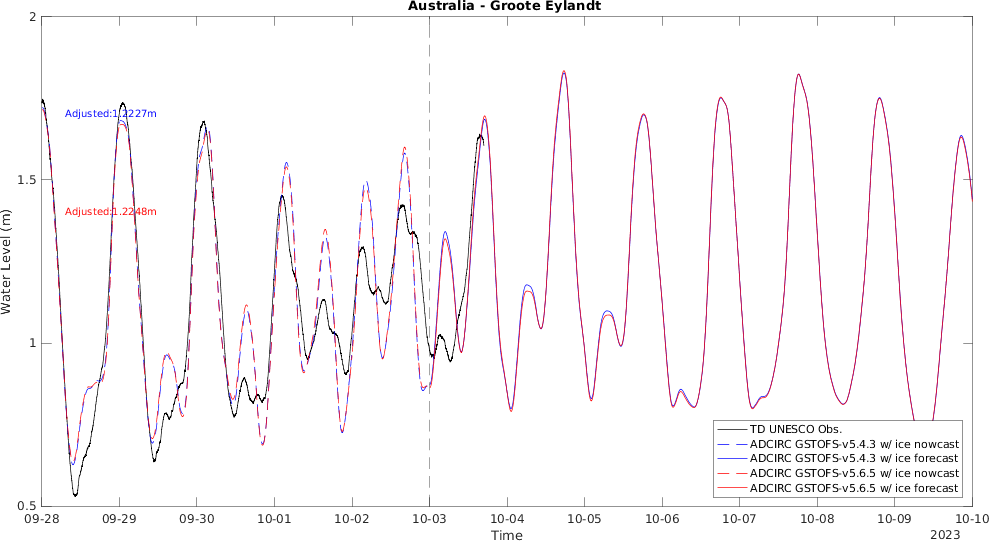 Australia - Groote Eylandt
2
1.5
1
0.5
Water Level (m)
Adjusted:1.2227m
Adjusted:1.2248m
TD UNESCO Obs.
ADCIRC GSTOFS-v5.4.3 w/ ice nowcast
ADCIRC GSTOFS-v5.4.3 w/ ice forecast
ADCIRC GSTOFS-v5.6.5 w/ ice nowcast
ADCIRC GSTOFS-v5.6.5 w/ ice forecast
09-28 09-29 09-30 10-01 10-02 10-03 10-04 10-05 10-06 10-07 10-08 10-09 10-10
Time
2023